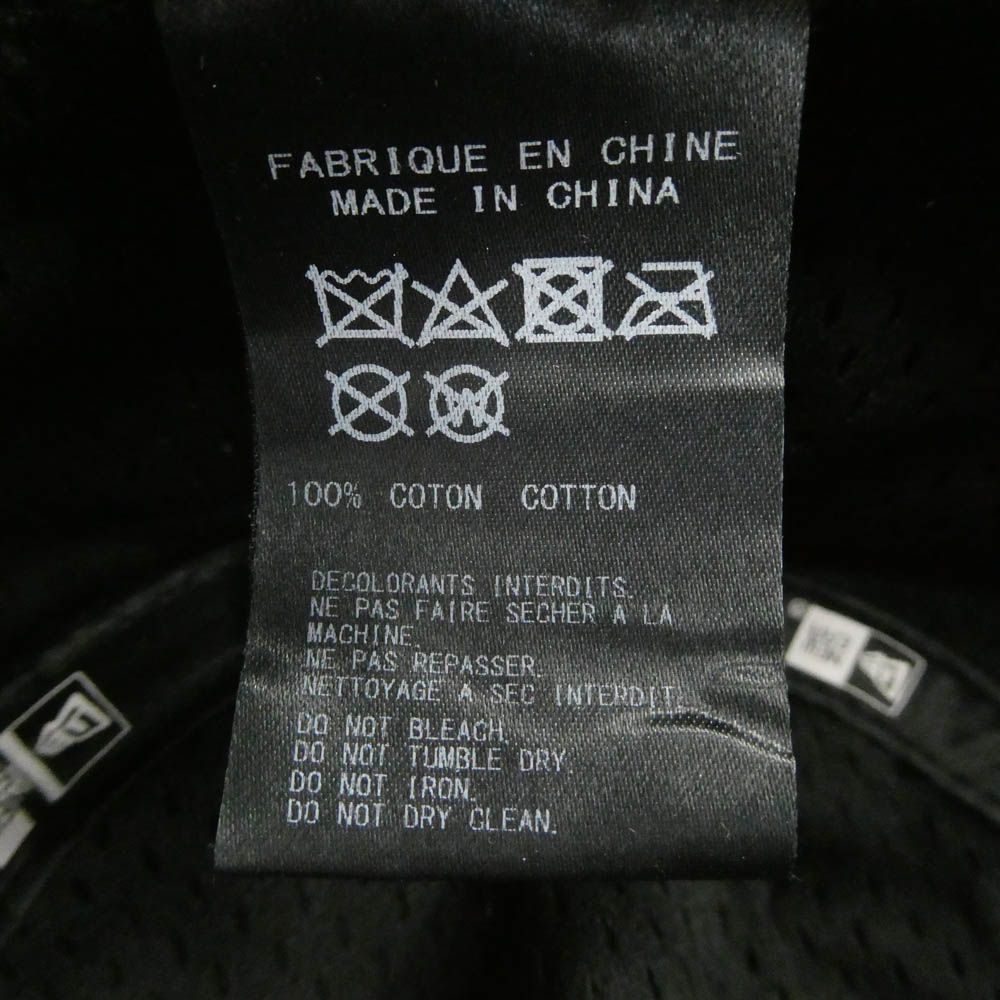 FABRIQUE EN CHINE
MADE IN CHINA
W
100% COTON COTTON
DECOLORANTS INTERDITS.
NE PAS FAIRE SECHER A LA
MACHINE.
NE PAS REPASSER.
NETTOYAGE A SEC INTERDIT.
DO NOT BLEACH.
DO NOT TUMBLE DRY.
DO NOT IRON.
DO NOT DRY CLEAN.